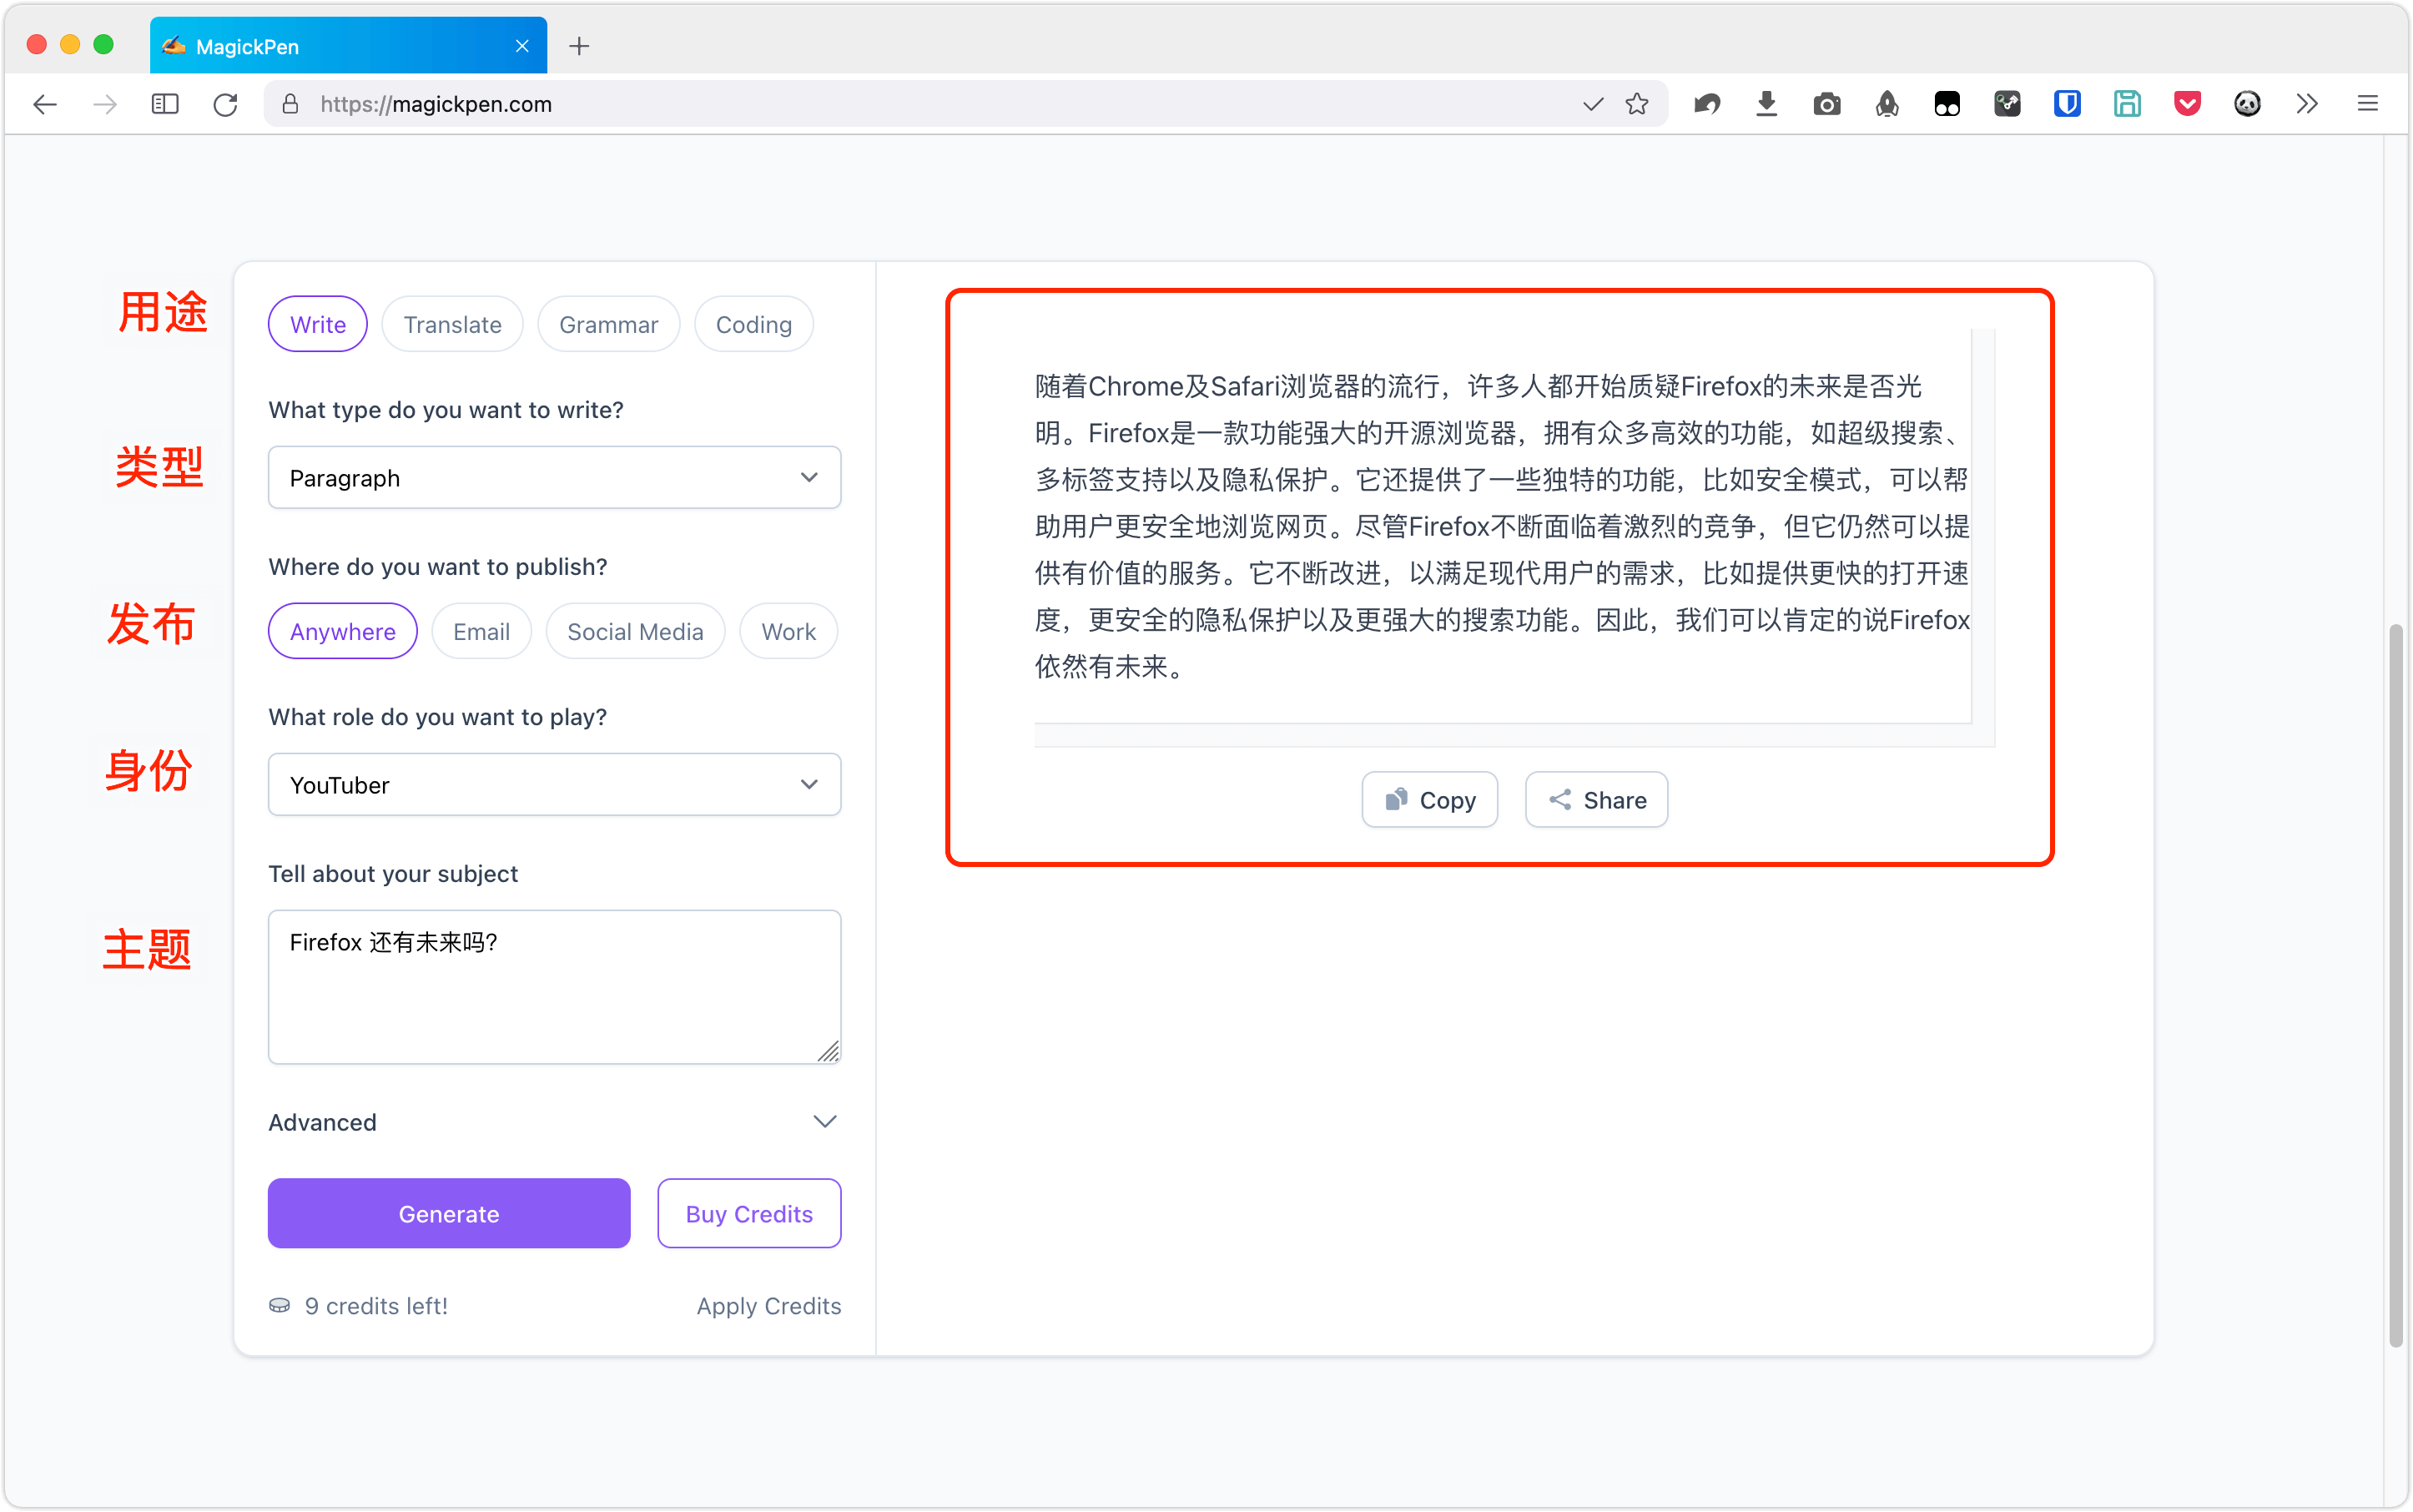 MagickPen
https://magickpen.com
用途
Write Translate Grammar Coding
What type do you want to write?
类型
Paragraph
Where do you want to publish?
发布
Anywhere Email Social Media Work
What role do you want to play?
身份
YouTuber
Tell about your subject
主题
Firefox 还有未来吗?
Advanced
Generate Buy Credits
9 credits left! Apply Credits
随着Chrome及Safari浏览器的流行，许多人都开始质疑Firefox的未来是否光
明。Firefox是一款功能强大的开源浏览器，拥有众多高效的功能，如超级搜索、
多标签支持以及隐私保护。它还提供了一些独特的功能，比如安全模式，可以帮
助用户更安全地浏览网页。尽管Firefox不断面临着激烈的竞争，但它仍然可以提
供有价值的服务。它不断改进，以满足现代用户的需求，比如提供更快的打开速
度，更安全的隐私保护以及更强大的搜索功能。因此，我们可以肯定的说Firefox
依然有未来。
Copy Share